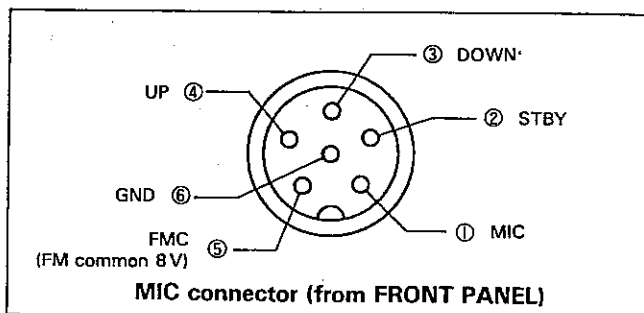 ③ DOWN
UP ④
② STBY
GND ⑥
FMC ⑤
(FM common 8V)
① MIC
MIC connector (from FRONT PANEL)